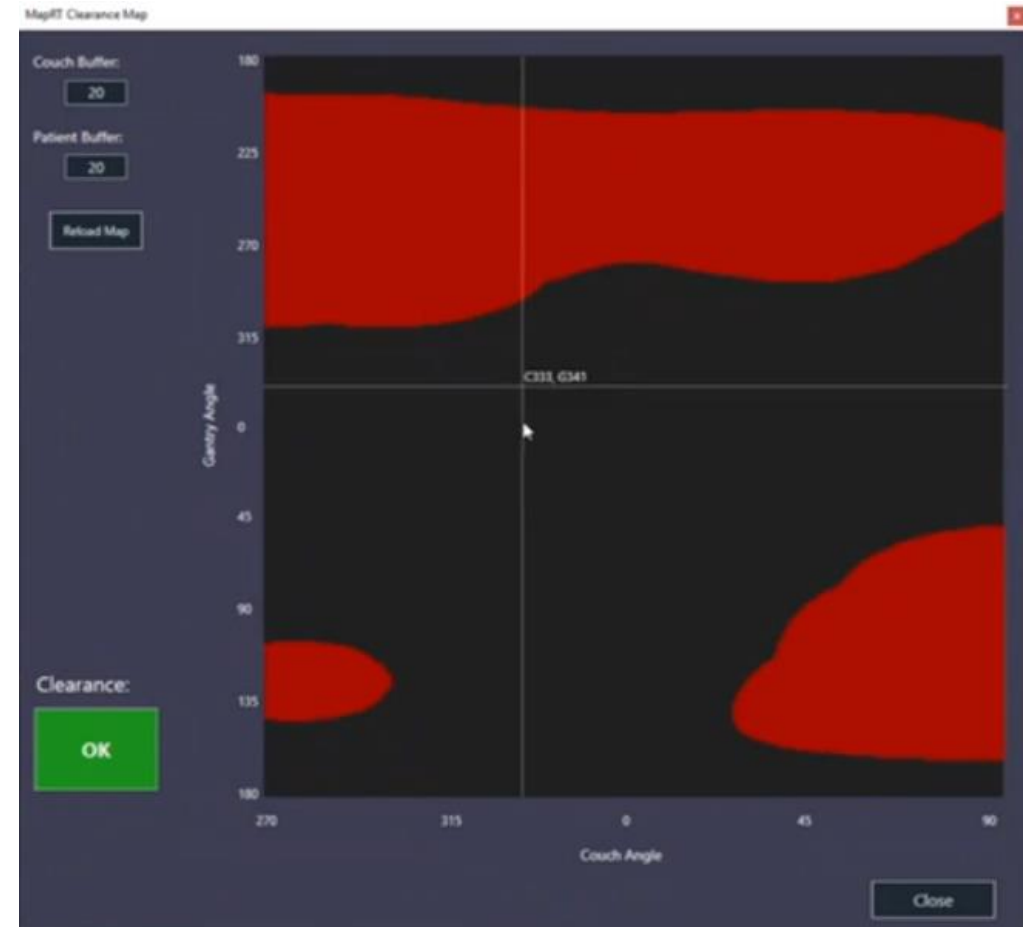 MapRT Clearance Map
Couch Buffer:
20
Patient Buffer:
20
Reload Map
180
225
270
315
0
45
90
135
180
Gantry Angle
C333, G341
270
315
0
45
90
Couch Angle
Clearance:
OK
Close